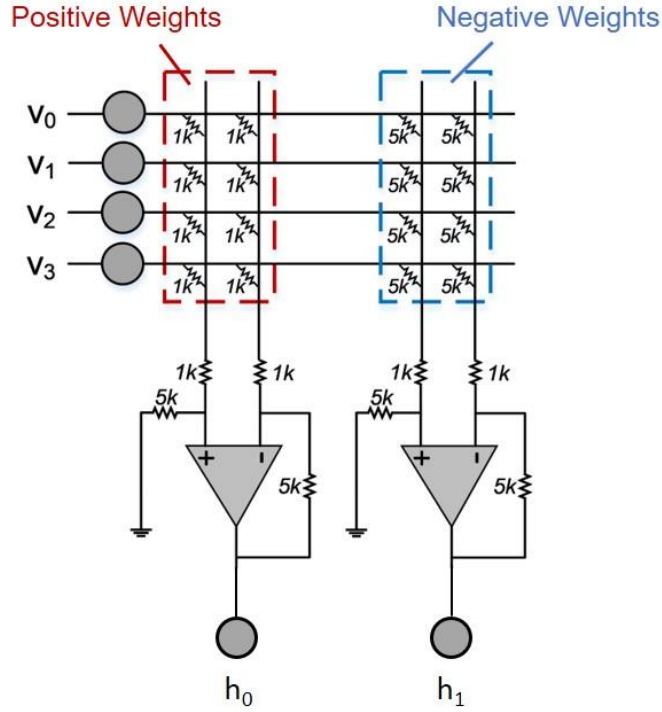 Positive Weights Negative Weights
V0
1k 1k 5k 5k
V1
1k 1k 5k 5k
V2
1k 1k 5k 5k
V3
1k 1k 5k 5k
1k 1k 1k 1k
5k 5k
+ - + -
5k 5k
h0 h1